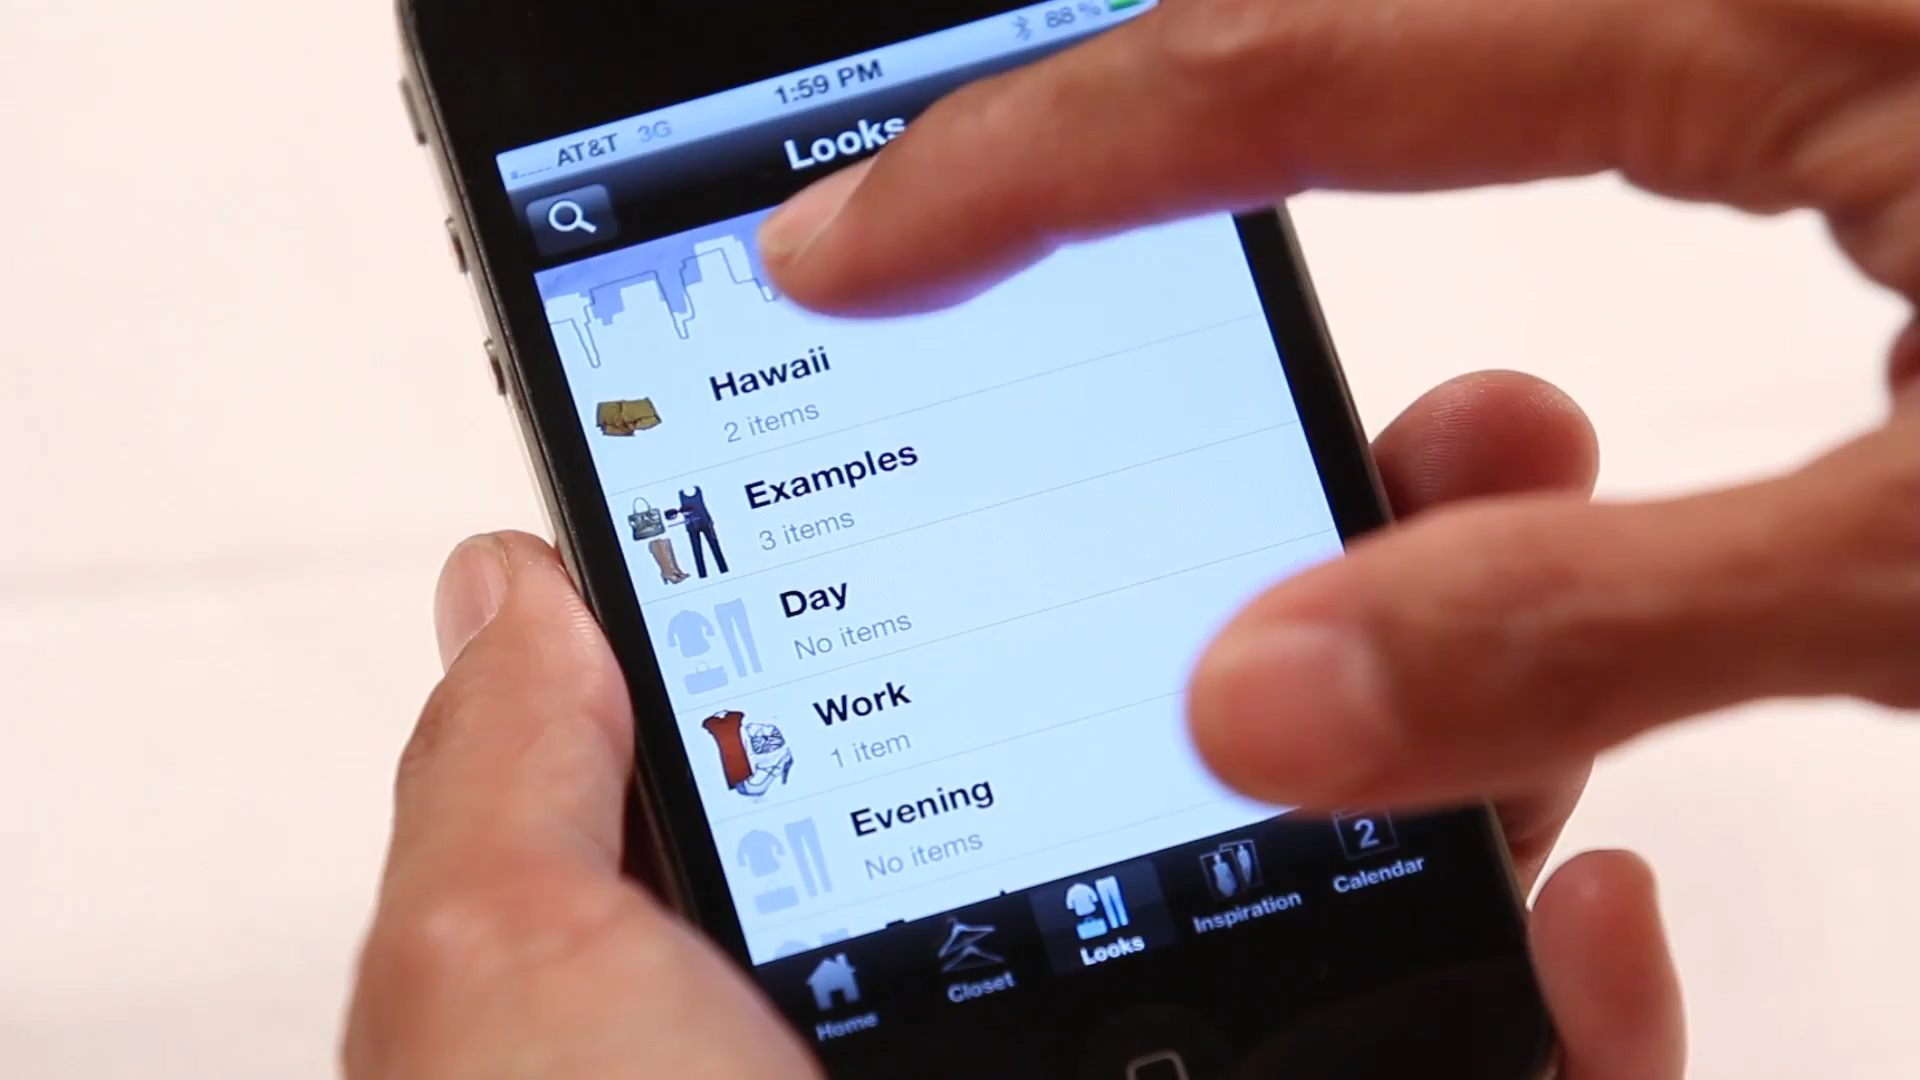 AT&T 3G 1:59 PM 88%
Looks
Hawaii
2 items
Examples
3 items
Day
No items
Work
1 item
Evening
No items
Home Closet Looks Inspiration 2 Calendar